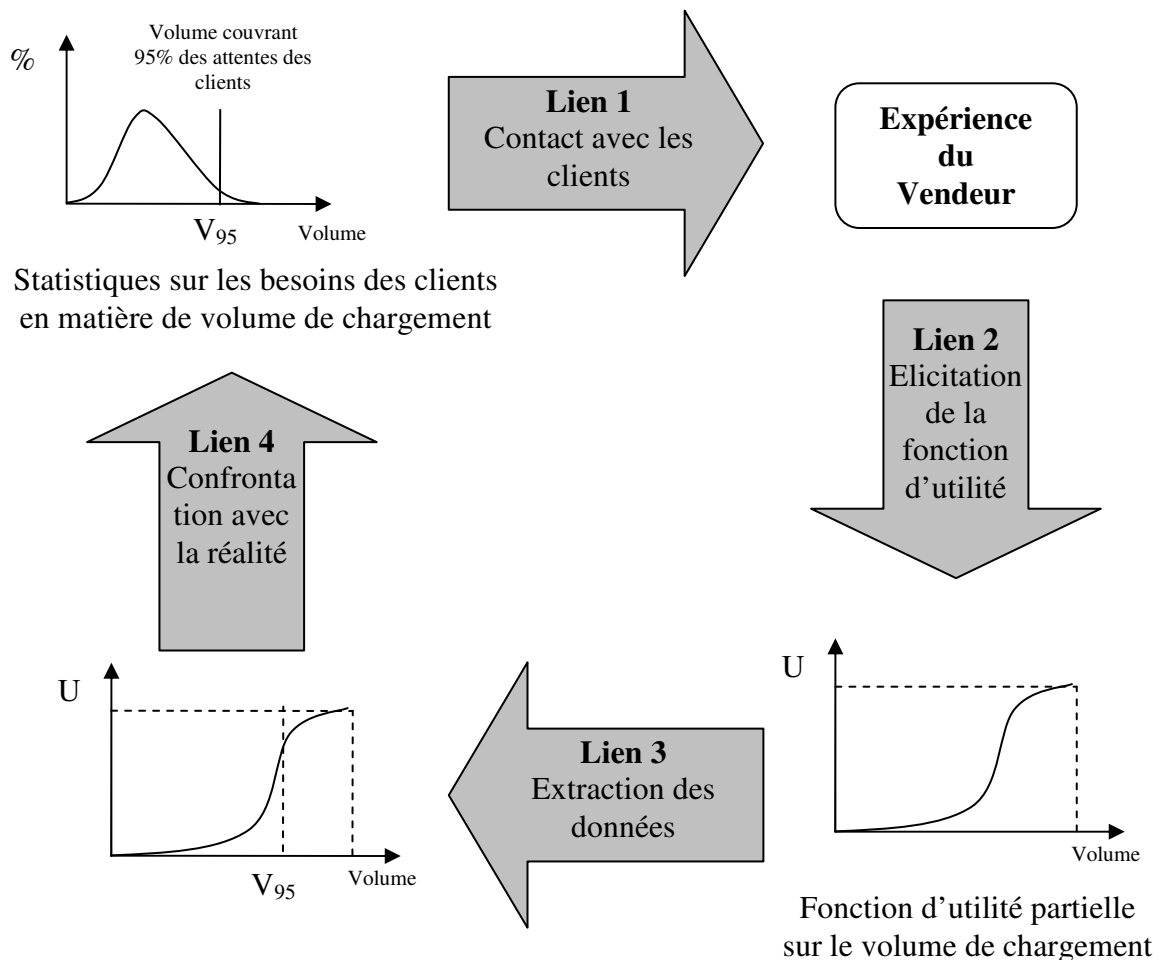 %
Volume couvrant
95% des attentes des
clients
V95
Volume
Statistiques sur les besoins des clients
en matière de volume de chargement
Lien 1
Contact avec les
clients
Expérience
du
Vendeur
Lien 2
Elicitation
de la
fonction
d’utilité
U
Volume
Fonction d’utilité partielle
sur le volume de chargement
Lien 3
Extraction des
données
U
V95
Volume
Lien 4
Confronta
tion avec
la réalité